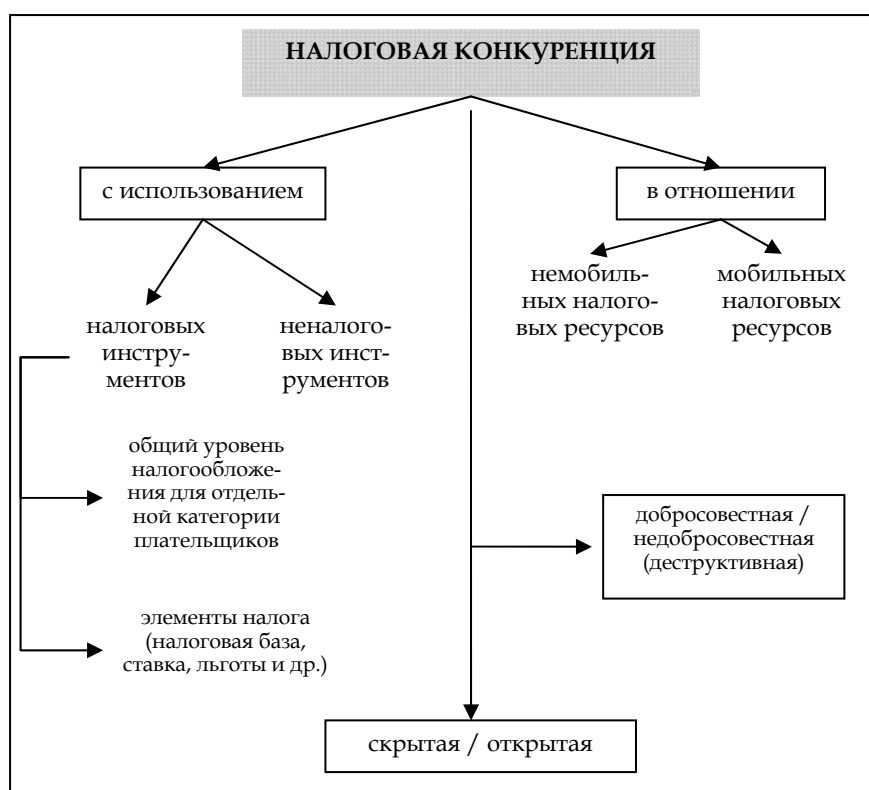 НАЛОГОВАЯ КОНКУРЕНЦИЯ
с использованием
в отношении
налоговых
инстру-
ментов
неналого-
вых инст-
рументов
немобиль-
ных налого-
вых ресурсов
мобильных
налоговых
ресурсов
общий уровень
налогообложе-
ния для отдель-
ной категории
плательщиков
добросовестная /
недобросовестная
(деструктивная)
элементы налога
(налоговая база,
ставка, льготы и др.)
скрытая / открытая